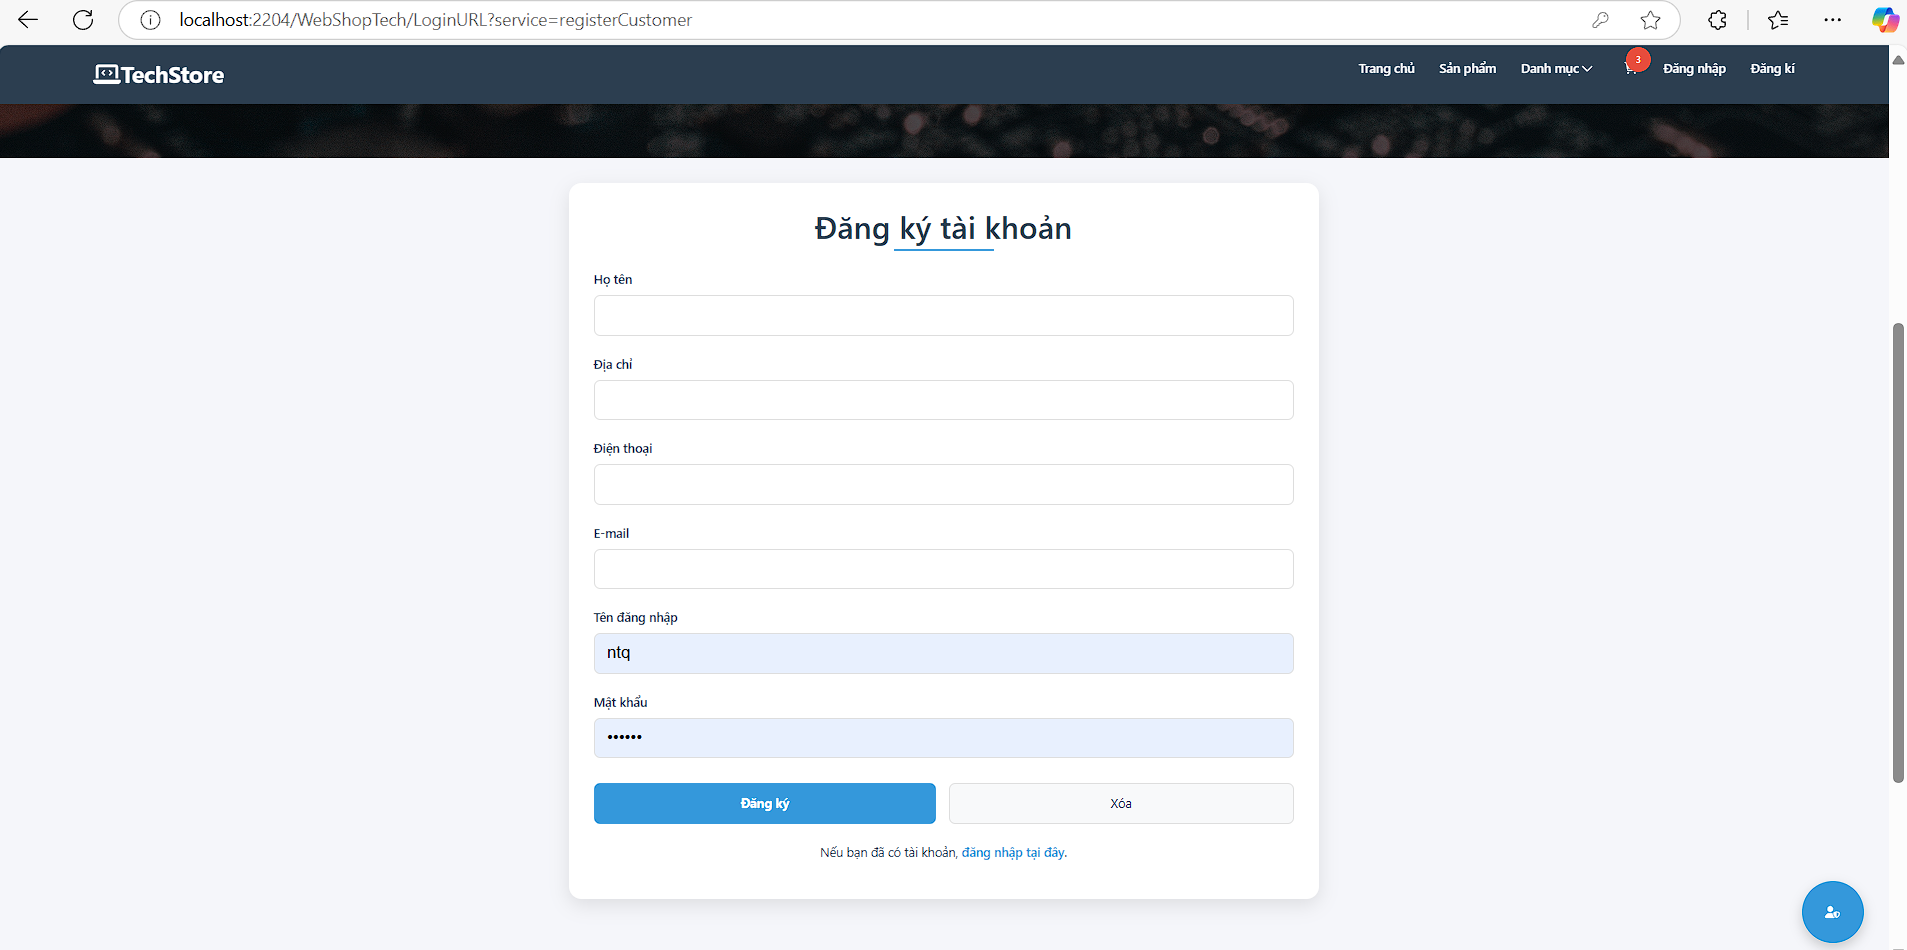 localhost:2204/WebShopTech/LoginURL?service=registerCustomer
TechStore
Trang chủ
Sản phẩm
Danh mục
3
Đăng nhập
Đăng kí
Đăng ký tài khoản
Họ tên
Địa chỉ
Điện thoại
E-mail
Tên đăng nhập
ntq
Mật khẩu
••••••
Đăng ký
Xóa
Nếu bạn đã có tài khoản, đăng nhập tại đây.